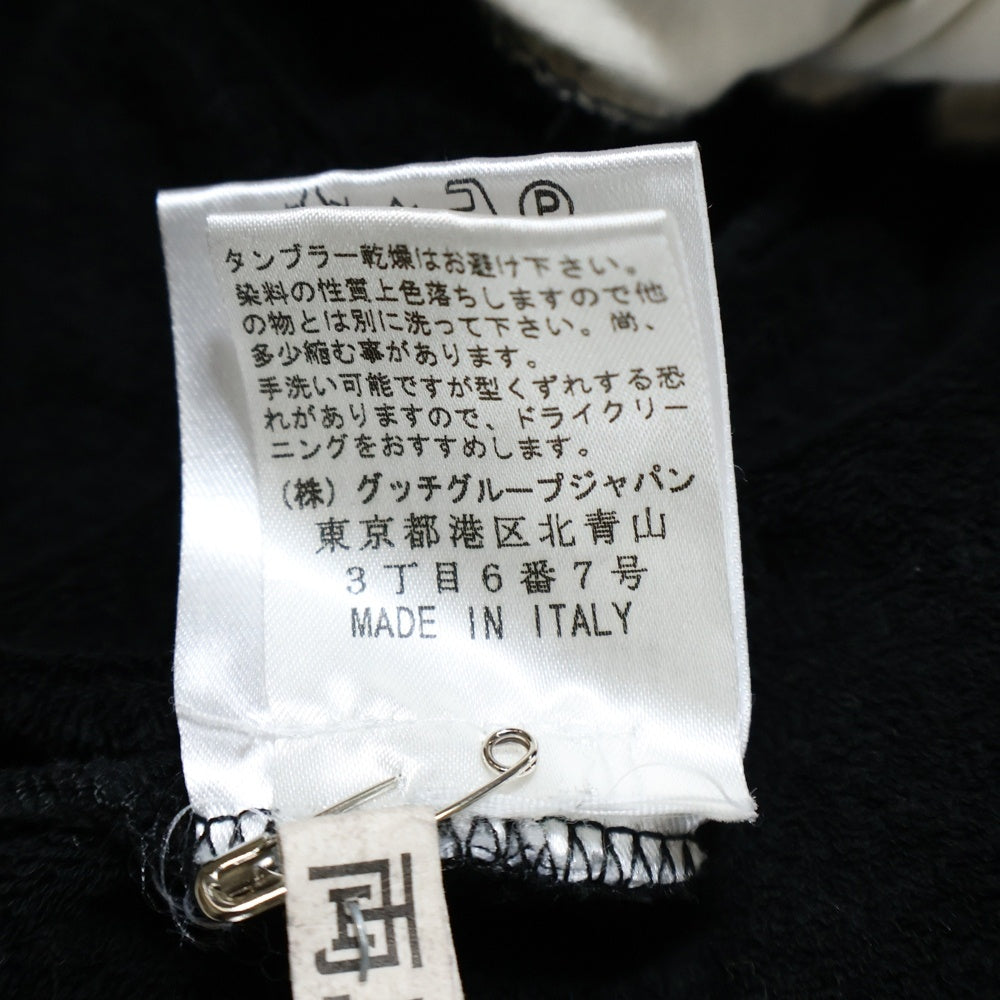 P
タンブラー乾燥はお避け下さい。
染料の性質上色落ちしますので他
の物とは別に洗って下さい。尚、
多少縮む事があります。
手洗い可能ですが型くずれする恐
れがありますので、ドライクリー
ニングをおすすめします。
(株)グッチグループジャパン
東京都港区北青山
3丁目6番7号
MADE IN ITALY